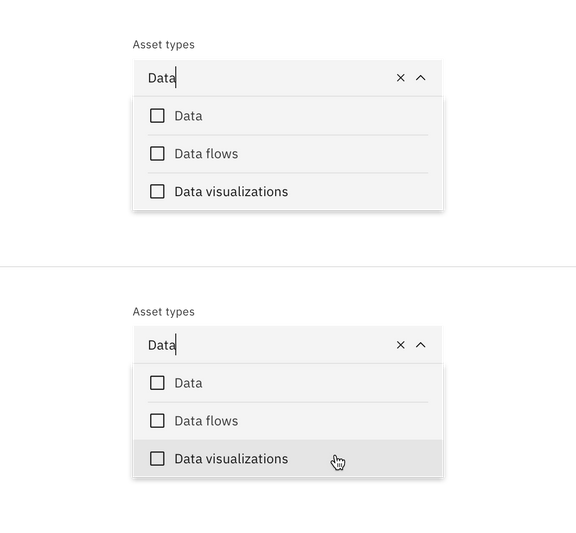 Asset types
Data
Data
Data flows
Data visualizations
Asset types
Data
Data
Data flows
Data visualizations